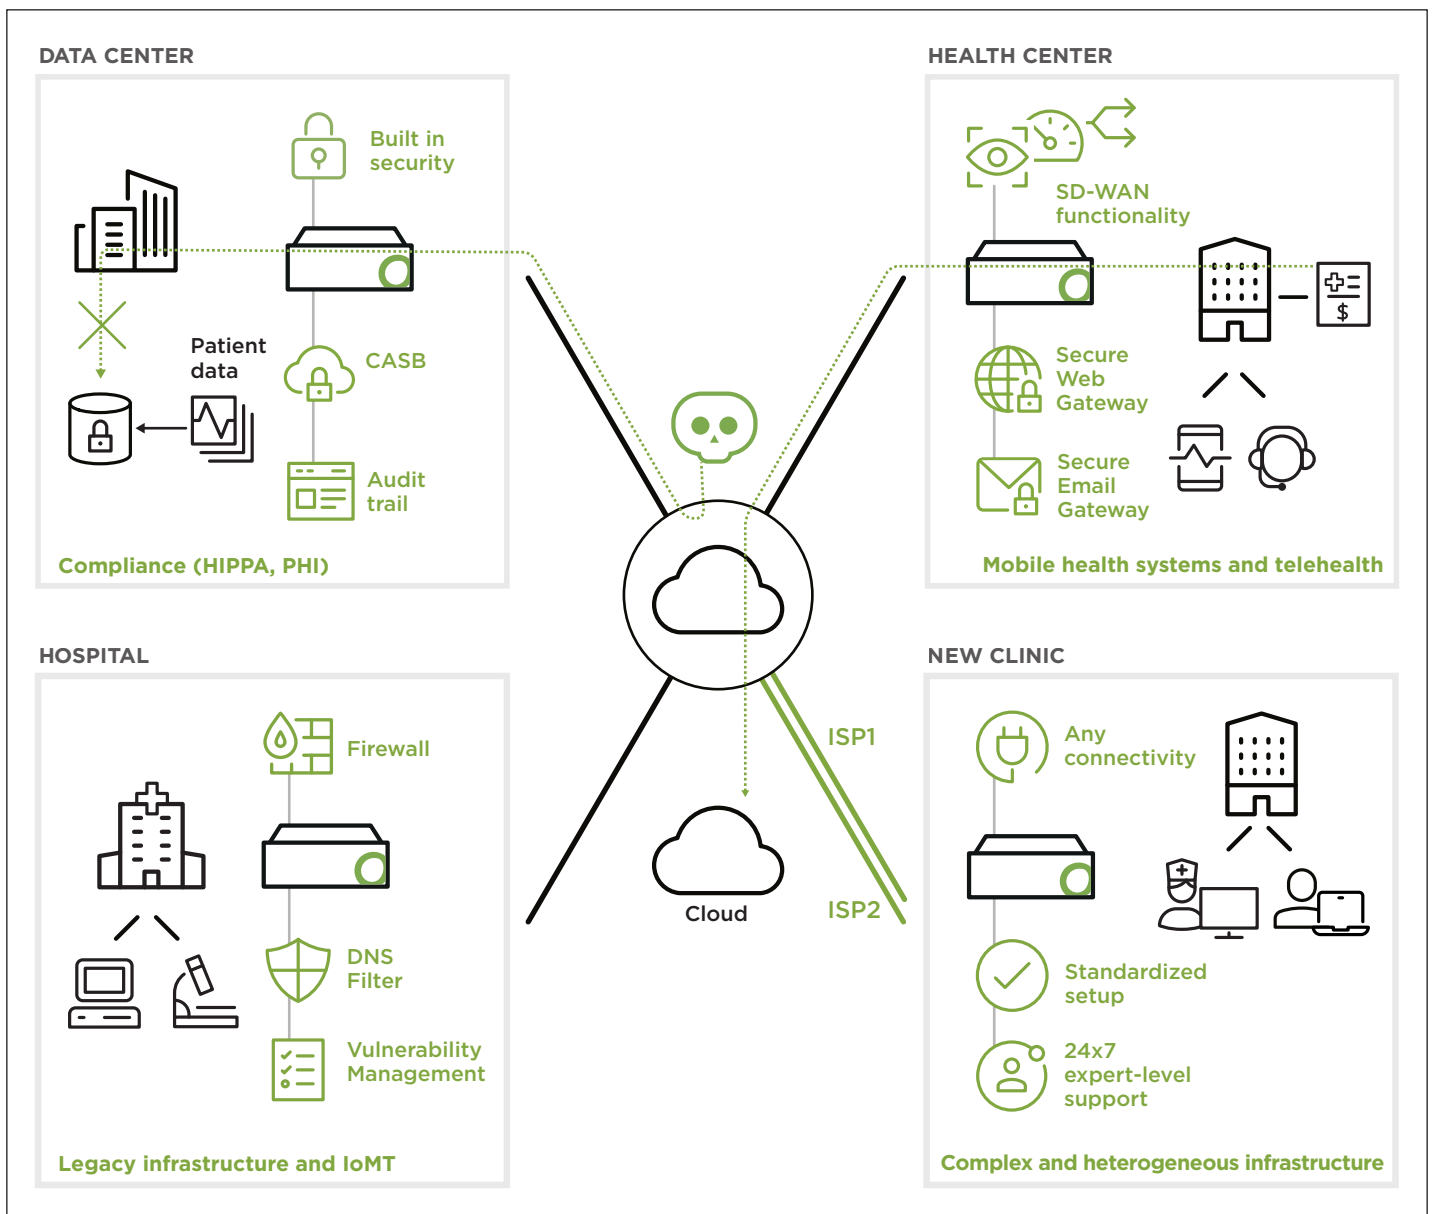 DATA CENTER
Built in
security
Patient
data
CASB
Audit
trail
Compliance (HIPPA, PHI)
HEALTH CENTER
SD-WAN
functionality
$
Secure
Web
Gateway
Secure
Email
Gateway
Mobile health systems and telehealth
HOSPITAL
Firewall
DNS
Filter
Vulnerability
Management
Legacy infrastructure and IoMT
ISP1
ISP2
Cloud
NEW CLINIC
Any
connectivity
Standardized
setup
24x7
expert-level
support
Complex and heterogeneous infrastructure